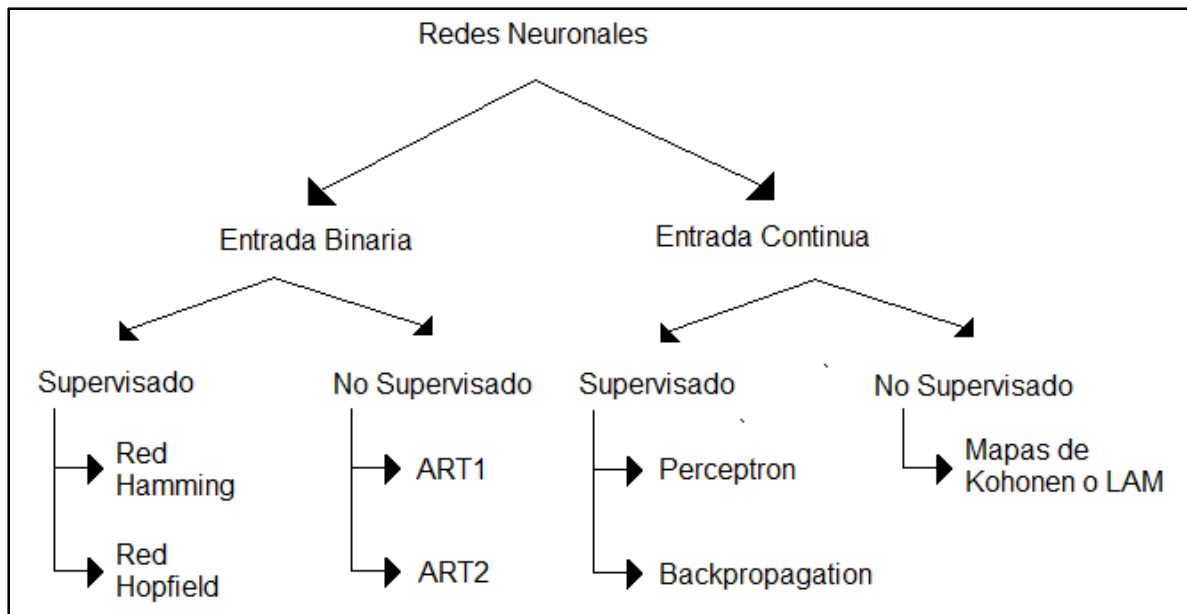 Redes Neuronales
Entrada Binaria
Entrada Continua
Supervisado
No Supervisado
Supervisado
No Supervisado
Red
Hamming
ART1
Perceptron
Mapas de
Kohonen o LAM
Red
Hopfield
ART2
Backpropagation